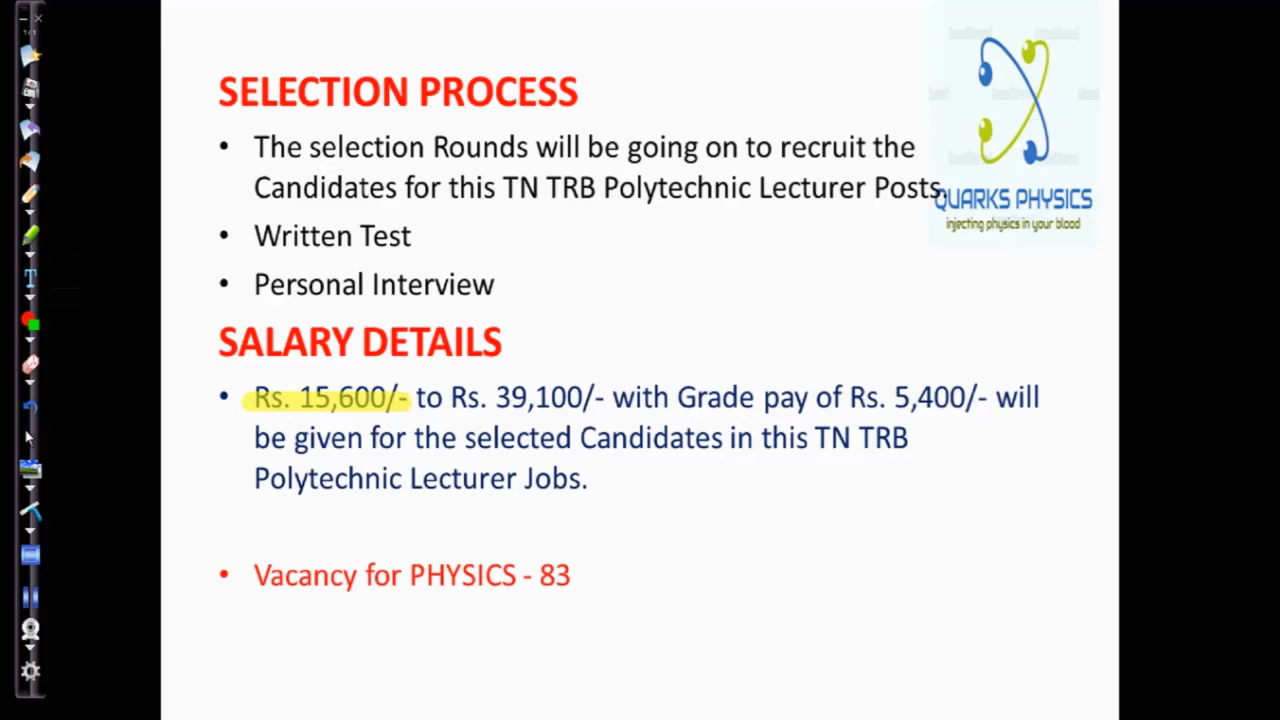 SELECTION PROCESS
• The selection Rounds will be going on to recruit the
Candidates for this TN TRB Polytechnic Lecturer Posts.
QUARKS PHYSICS
injecting physics in your blood
• Written Test
• Personal Interview
SALARY DETAILS
• Rs. 15,600/- to Rs. 39,100/- with Grade pay of Rs. 5,400/- will
be given for the selected Candidates in this TN TRB
Polytechnic Lecturer Jobs.
• Vacancy for PHYSICS - 83